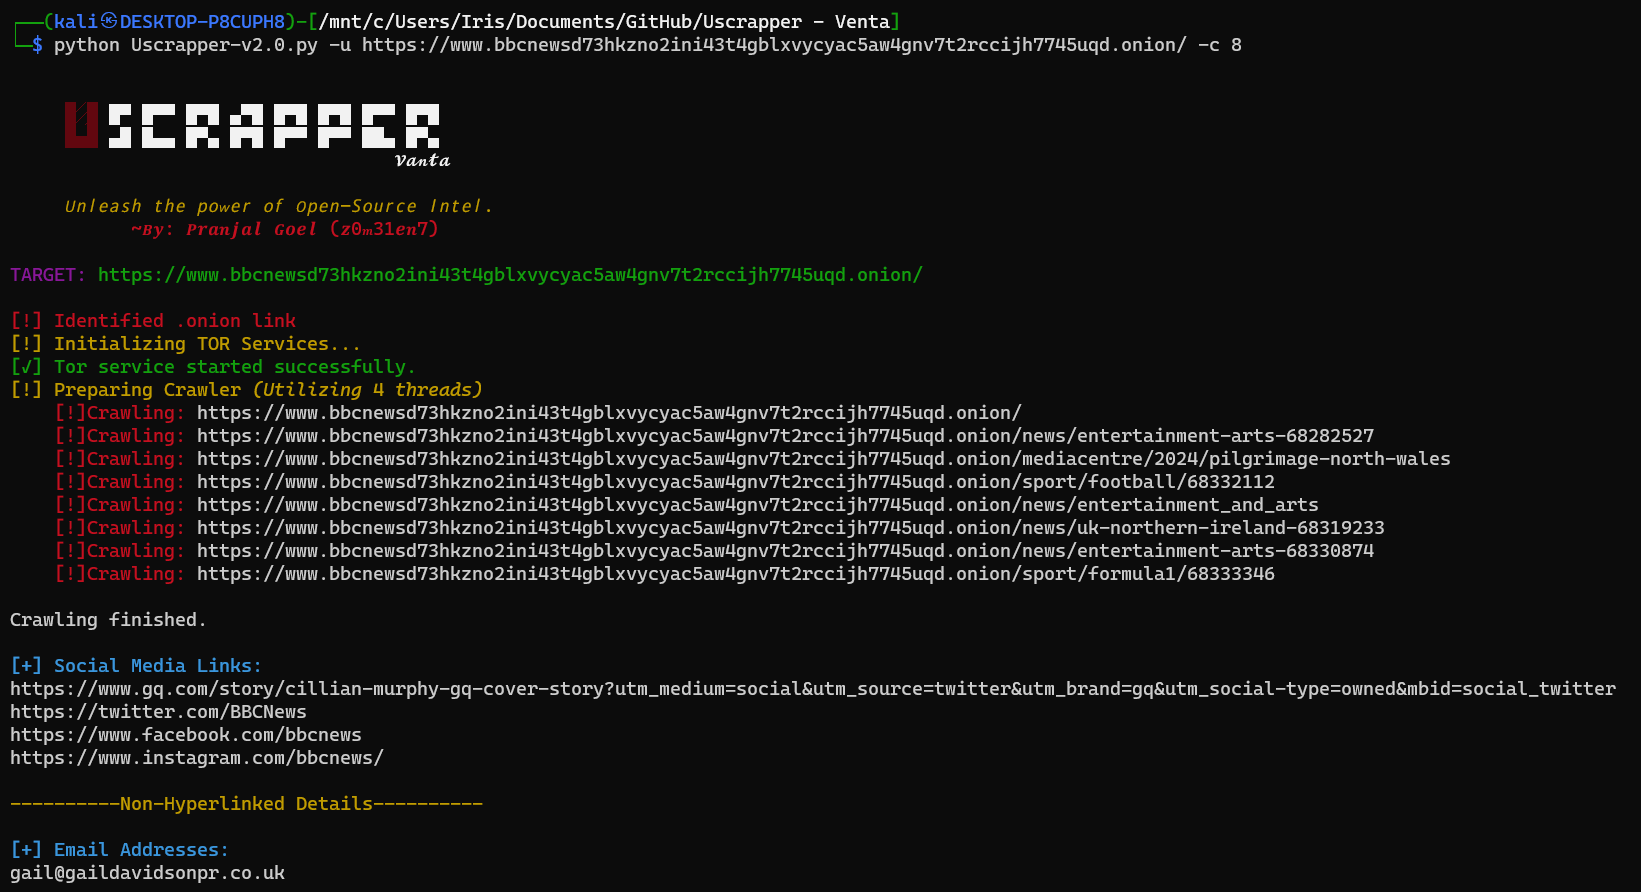 ┌──(kali㉿DESKTOP-P8CUPH8)-[/mnt/c/Users/Iris/Documents/GitHub/Uscrapper - Venta]
└─$ python Uscrapper-v2.0.py -u https://www.bbcnewsd73hkzno2ini43t4gblxvycyac5aw4gnv7t2rccijh7745uqd.onion/ -c 8
USCRAPPER
Vanta
Unleash the power of Open-Source Intel.
~By: Pranjal Goel (z0m31en7)
TARGET: https://www.bbcnewsd73hkzno2ini43t4gblxvycyac5aw4gnv7t2rccijh7745uqd.onion/
[!] Identified .onion link
[!] Initializing TOR Services...
[√] Tor service started successfully.
[!] Preparing Crawler (Utilizing 4 threads)
[!]Crawling: https://www.bbcnewsd73hkzno2ini43t4gblxvycyac5aw4gnv7t2rccijh7745uqd.onion/
[!]Crawling: https://www.bbcnewsd73hkzno2ini43t4gblxvycyac5aw4gnv7t2rccijh7745uqd.onion/news/entertainment-arts-68282527
[!]Crawling: https://www.bbcnewsd73hkzno2ini43t4gblxvycyac5aw4gnv7t2rccijh7745uqd.onion/mediacentre/2024/pilgrimage-north-wales
[!]Crawling: https://www.bbcnewsd73hkzno2ini43t4gblxvycyac5aw4gnv7t2rccijh7745uqd.onion/sport/football/68332112
[!]Crawling: https://www.bbcnewsd73hkzno2ini43t4gblxvycyac5aw4gnv7t2rccijh7745uqd.onion/news/entertainment_and_arts
[!]Crawling: https://www.bbcnewsd73hkzno2ini43t4gblxvycyac5aw4gnv7t2rccijh7745uqd.onion/news/uk-northern-ireland-68319233
[!]Crawling: https://www.bbcnewsd73hkzno2ini43t4gblxvycyac5aw4gnv7t2rccijh7745uqd.onion/news/entertainment-arts-68330874
[!]Crawling: https://www.bbcnewsd73hkzno2ini43t4gblxvycyac5aw4gnv7t2rccijh7745uqd.onion/sport/formula1/68333346
Crawling finished.
[+] Social Media Links:
https://www.gq.com/story/cillian-murphy-gq-cover-story?utm_medium=social&utm_source=twitter&utm_brand=gq&utm_social-type=owned&mbid=social_twitter
https://twitter.com/BBCNews
https://www.facebook.com/bbcnews
https://www.instagram.com/bbcnews/
----------Non-Hyperlinked Details----------
[+] Email Addresses:
gail@gaildavidsonpr.co.uk